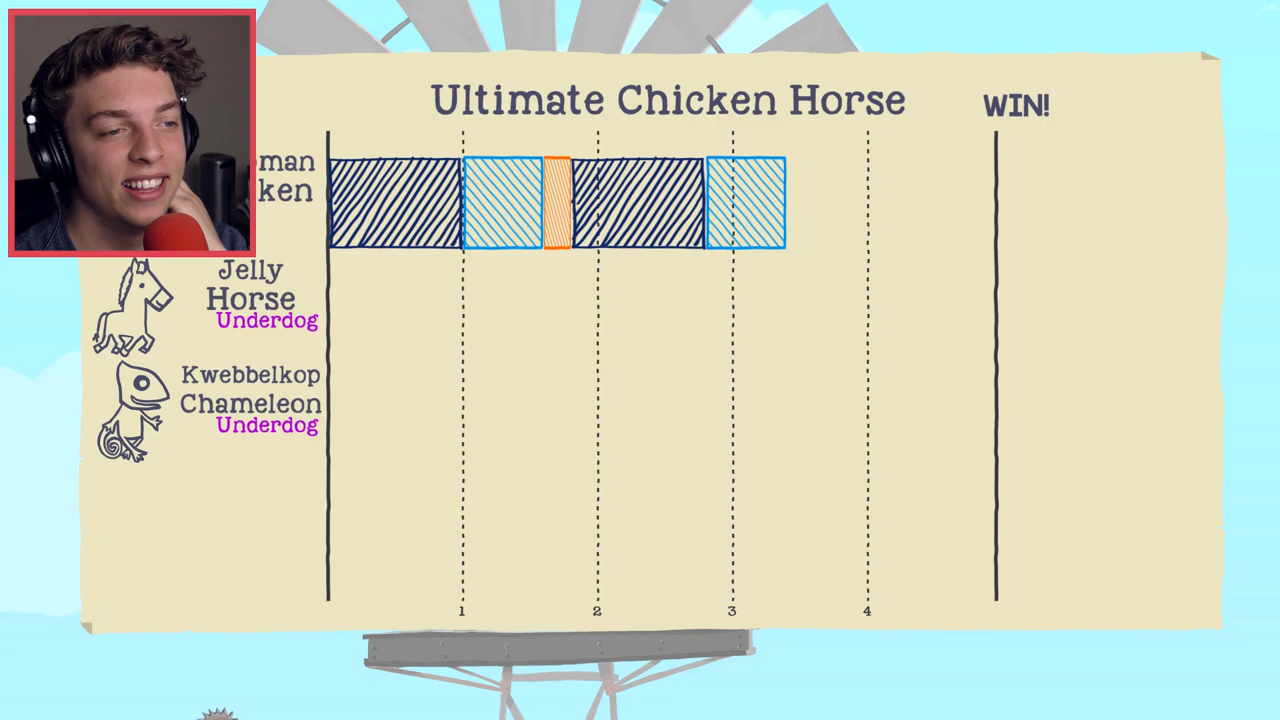 Ultimate Chicken Horse
WIN!
man
ken
Jelly
Horse
Underdog
Kwebbelkop
Chameleon
Underdog
1 2 3 4